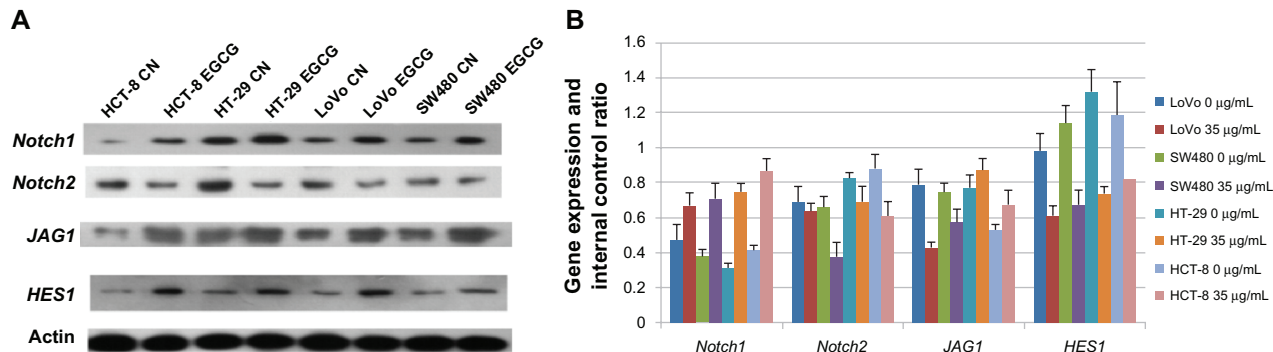 A
HCT-8 CN
HCT-8 EGCG
HT-29 CN
HT-29 EGCG
LoVo CN
LoVo EGCG
SW480 CN
SW480 EGCG
Notch1
Notch2
JAG1
HES1
Actin
B
Gene expression and
internal control ratio
1.6
1.4
1.2
1
0.8
0.6
0.4
0.2
0
Notch1
Notch2
JAG1
HES1
LoVo 0 µg/mL
LoVo 35 µg/mL
SW480 0 µg/mL
SW480 35 µg/mL
HT-29 0 µg/mL
HT-29 35 µg/mL
HCT-8 0 µg/mL
HCT-8 35 µg/mL